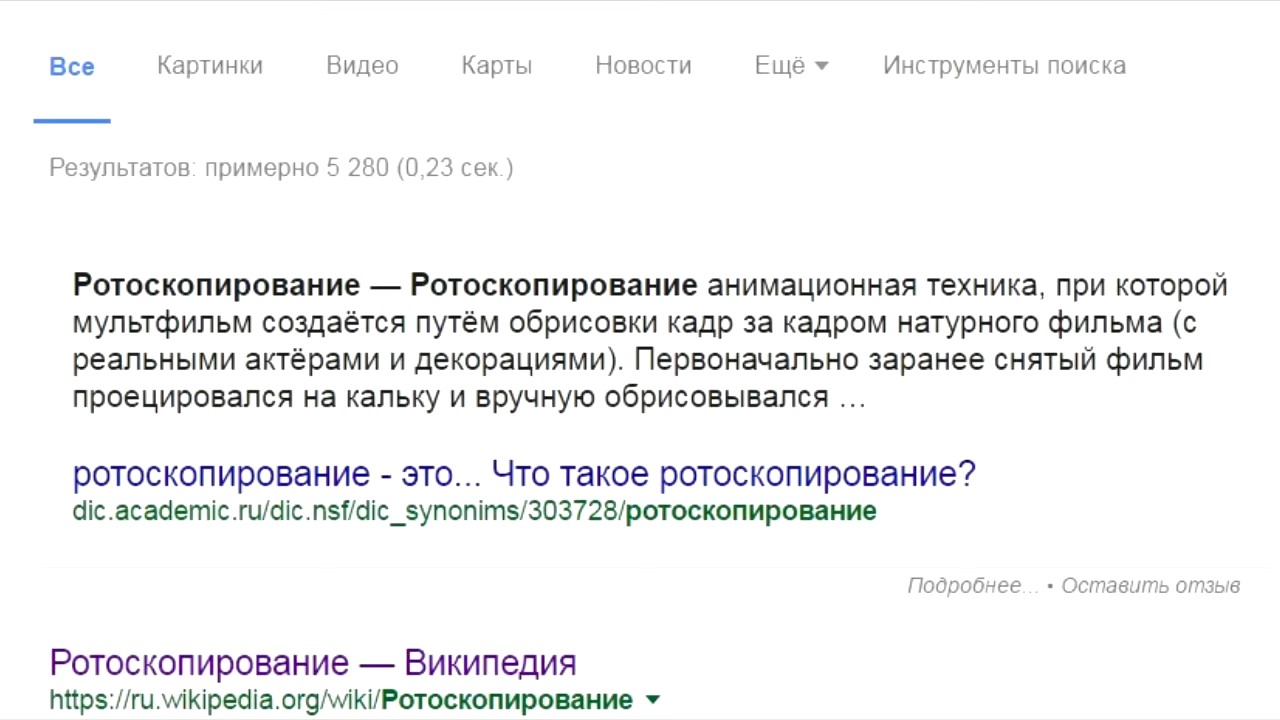 Все Картинки Видео Карты Новости Ещё Инструменты поиска
Результатов: примерно 5 280 (0,23 сек.)
Ротоскопирование — Ротоскопирование анимационная техника, при которой
мультфильм создаётся путём обрисовки кадр за кадром натурного фильма (с
реальными актёрами и декорациями). Первоначально заранее снятый фильм
проецировался на кальку и вручную обрисовывался ...
ротоскопирование - это... Что такое ротоскопирование?
dic.academic.ru/dic.nsf/dic_synonims/303728/ротоскопирование
Подробнее... • Оставить отзыв
Ротоскопирование — Википедия
https://ru.wikipedia.org/wiki/Ротоскопирование